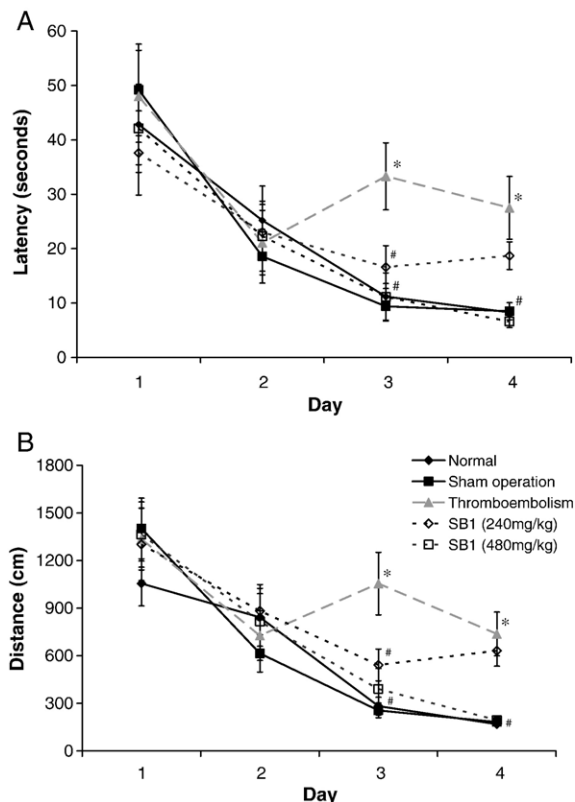 A
60
50
40
30
20
10
0
Latency (seconds)
*
*
#
#
#
1 2 3 4
Day
B
1800
1500
1200
900
600
300
0
Distance (cm)
Normal
Sham operation
Thromboembolism
SB1 (240mg/kg)
SB1 (480mg/kg)
*
*
#
#
#
1 2 3 4
Day